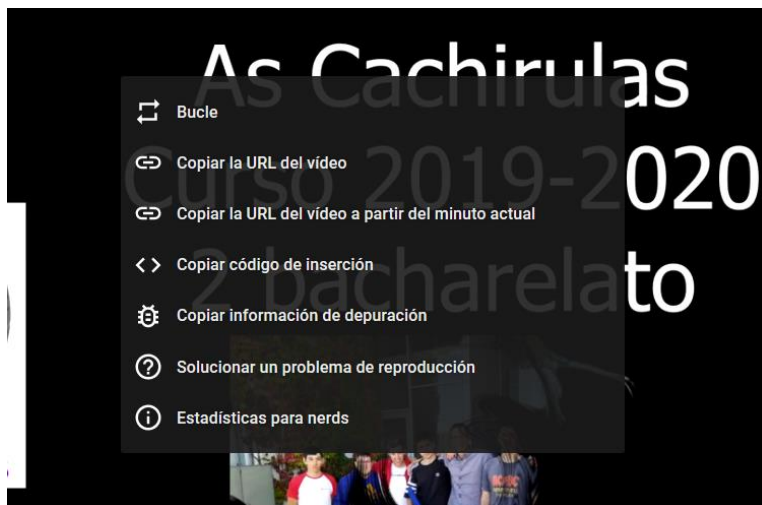 As Cachirulas
Curso 2019-2020
2 bacharelato
Bucle
Copiar la URL del vídeo
Copiar la URL del vídeo a partir del minuto actual
Copiar código de inserción
Copiar información de depuración
Solucionar un problema de reproducción
Estadísticas para nerds